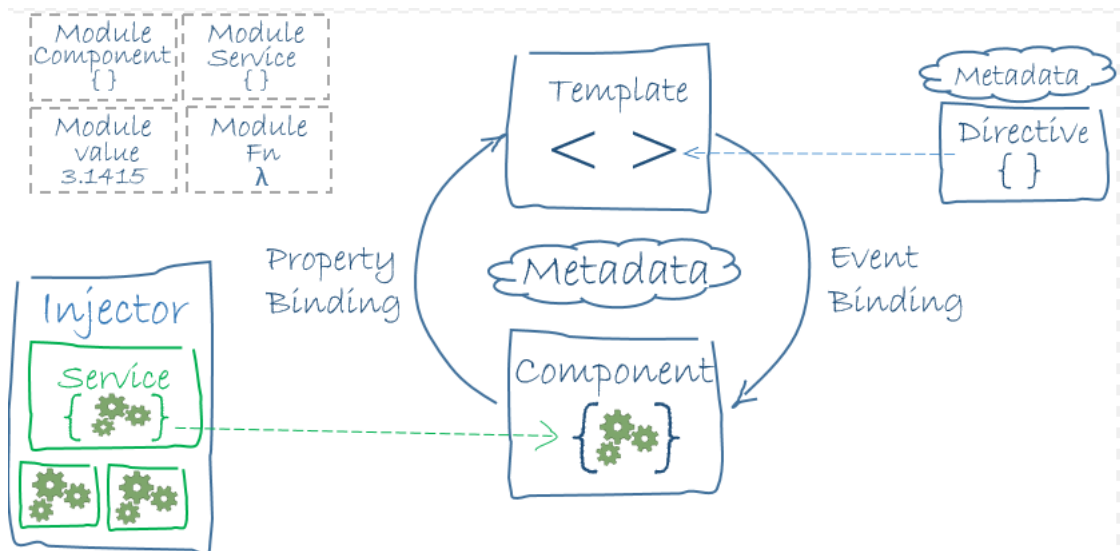 Module
Component
{ }
Module
Service
{ }
Module
value
3.1415
Module
Fn
λ
Template
< >
Metadata
Directive
{ }
Property
Binding
Metadata
Event
Binding
Injector
Service
{ }
Component
{ }